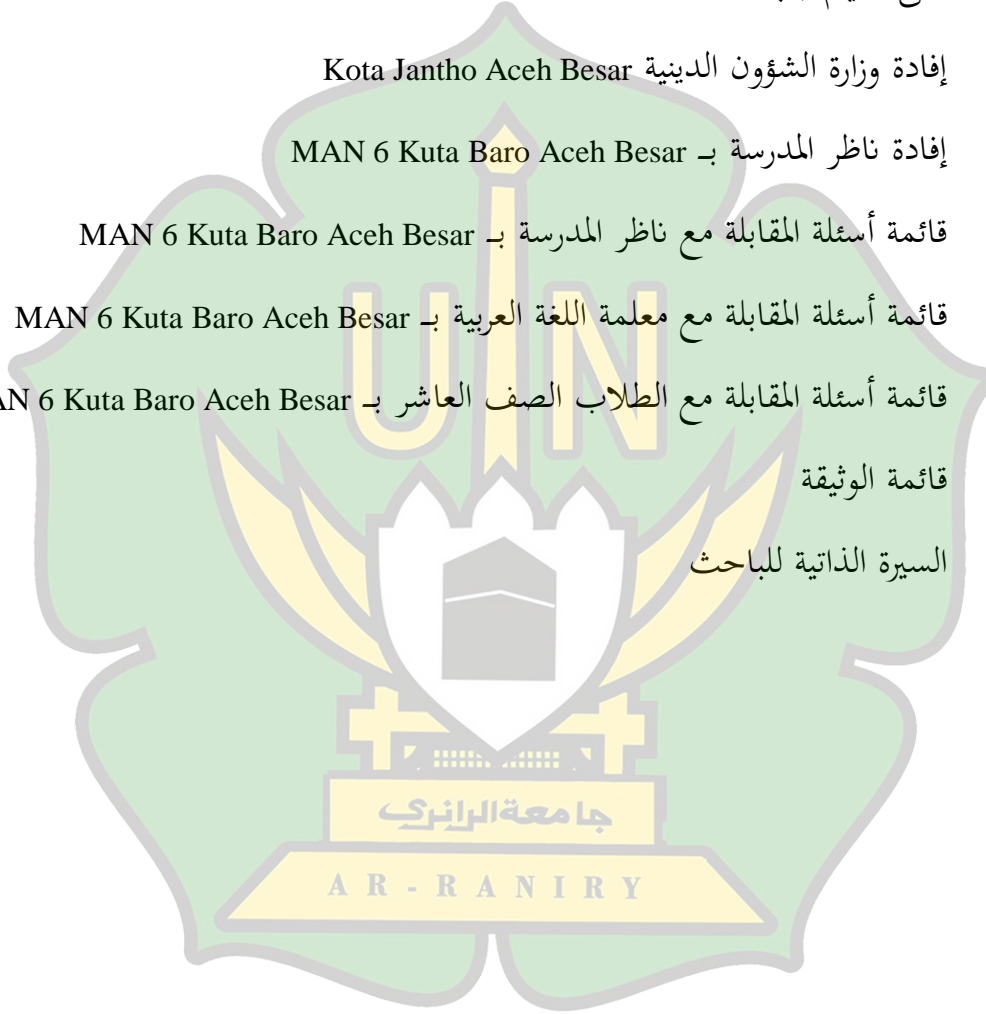 إفادة وزارة الشؤون الدينية Kota Jantho Aceh Besar
إفادة ناظر المدرسة بـ MAN 6 Kuta Baro Aceh Besar
قائمة أسئلة المقابلة مع ناظر المدرسة بـ MAN 6 Kuta Baro Aceh Besar
قائمة أسئلة المقابلة مع معلمة اللغة العربية بـ MAN 6 Kuta Baro Aceh Besar
قائمة أسئلة المقابلة مع الطلاب الصف العاشر بـ AN 6 Kuta Baro Aceh Besar
قائمة الوثيقة
السيرة الذاتية للباحث
UIN
جامعة الرانري
AR-RANIRY